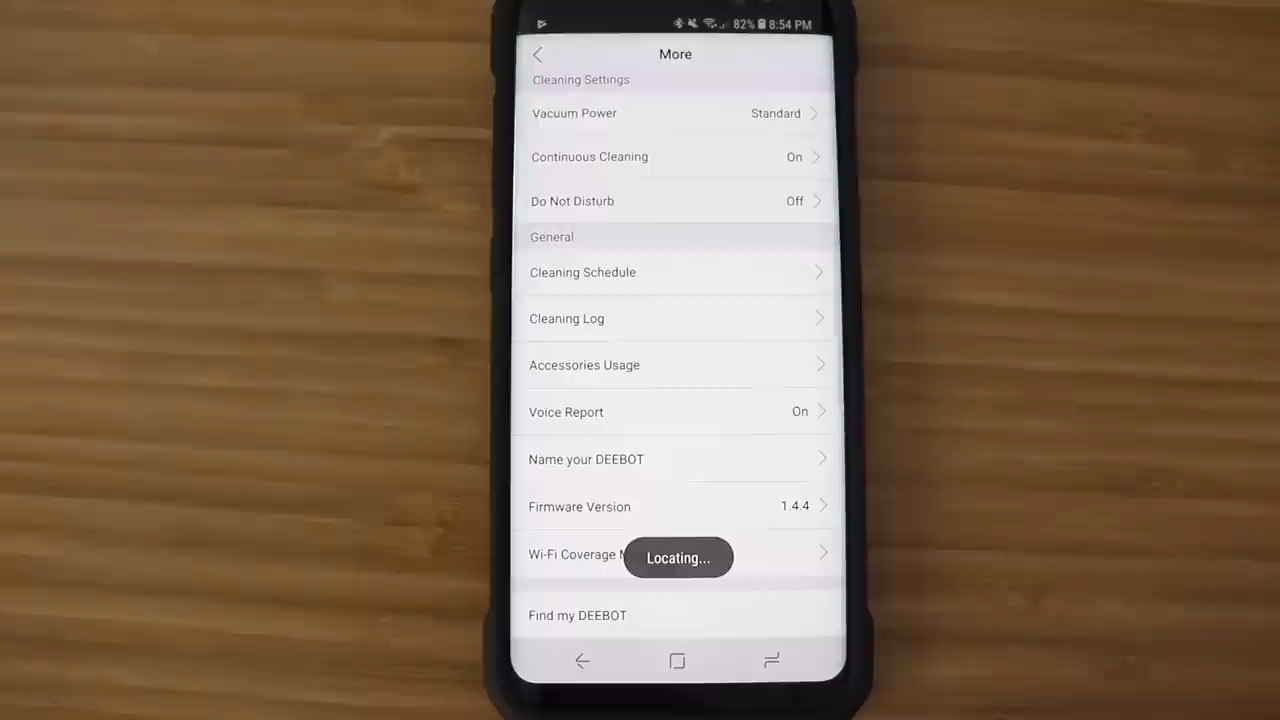 82% 8:54 PM
More
Cleaning Settings
Vacuum Power Standard
Continuous Cleaning On
Do Not Disturb Off
General
Cleaning Schedule
Cleaning Log
Accessories Usage
Voice Report On
Name your DEEBOT
Firmware Version 1.4.4
Wi-Fi Coverage
Locating...
Find my DEEBOT